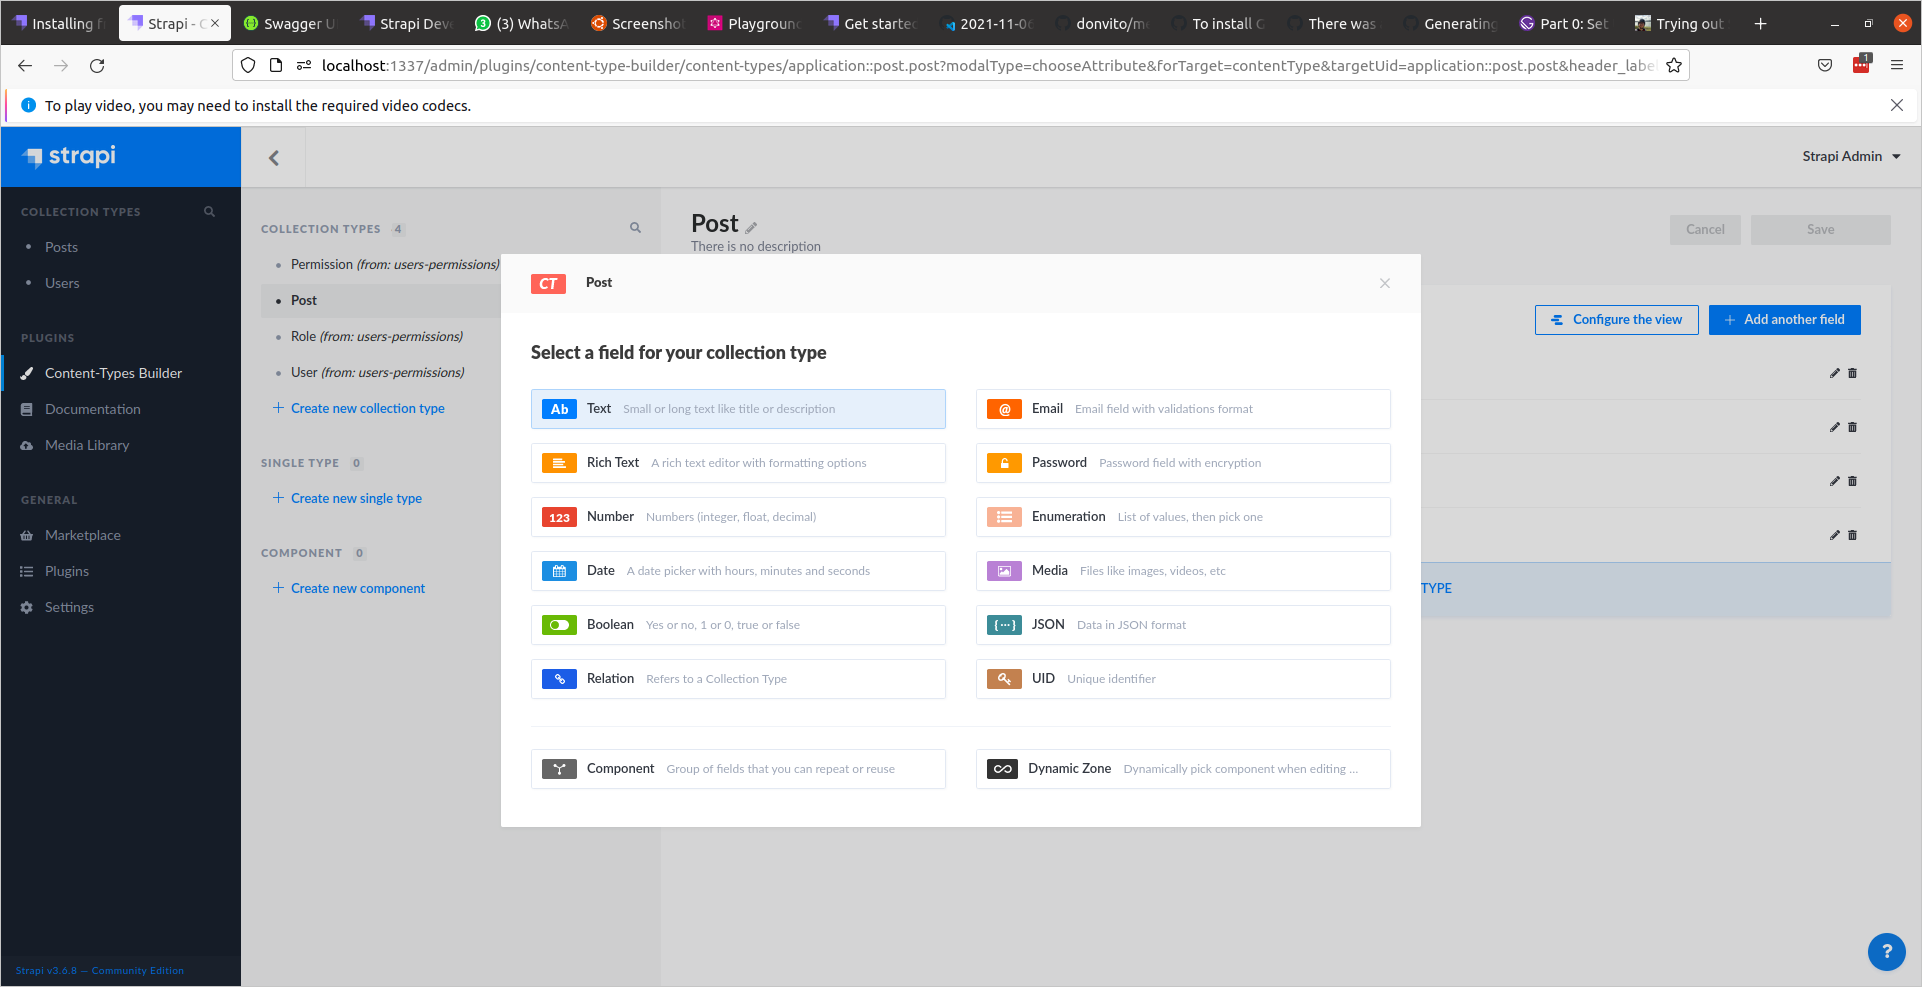 Installing f
Strapi - C
Swagger U
Strapi Dev
(3) WhatsA
Screenshot
Playground
Get started
2021-11-0
donvito/m
To install
There was
Generating
Part 0: Set
Trying out
localhost:1337/admin/plugins/content-type-builder/content-types/application::post.post?modalType=chooseAttribute&forTarget=contentType&targetUid=application::post.post&header_labe
1
To play video, you may need to install the required video codecs.
strapi
Strapi Admin
COLLECTION TYPES
Posts
Users
PLUGINS
Content-Types Builder
Documentation
Media Library
GENERAL
Marketplace
Plugins
Settings
Strapi v3.6.8 — Community Edition
COLLECTION TYPES 4
Permission (from: users-permissions)
Post
Role (from: users-permissions)
User (from: users-permissions)
Create new collection type
SINGLE TYPE 0
Create new single type
COMPONENT 0
Create new component
Post
There is no description
Cancel
Save
Configure the view
Add another field
TYPE
CT Post
Select a field for your collection type
Ab Text Small or long text like title or description
@ Email Email field with validations format
Rich Text A rich text editor with formatting options
Password Password field with encryption
123 Number Numbers (integer, float, decimal)
Enumeration List of values, then pick one
Date A date picker with hours, minutes and seconds
Media Files like images, videos, etc
Boolean Yes or no, 1 or 0, true or false
{...} JSON Data in JSON format
Relation Refers to a Collection Type
UID Unique identifier
Component Group of fields that you can repeat or reuse
Dynamic Zone Dynamically pick component when editing ...
?